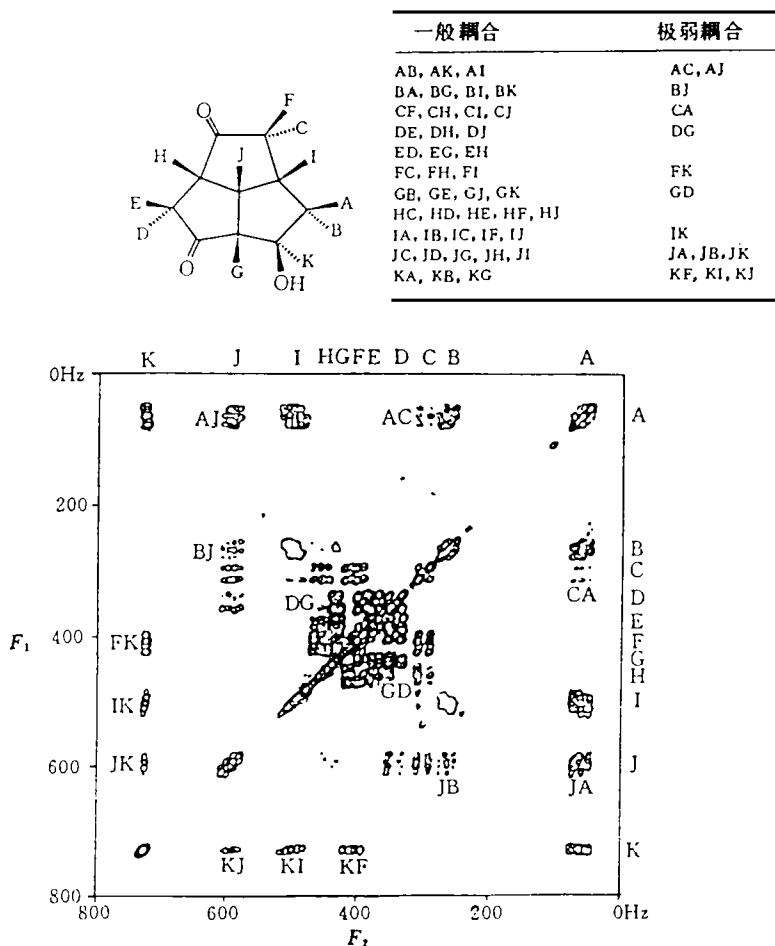 一般耦合 极弱耦合
AB, AK, AI AC, AJ
BA, BG, BI, BK BJ
CF, CH, CI, CJ CA
DE, DH, DJ DG
ED, EG, EH
FC, FH, FI FK
GB, GE, GJ, GK GD
HC, HD, HE, HF, HJ
IA, IB, IC, IF, IJ IK
JC, JD, JG, JH, JI JA, JB, JK
KA, KB, KG KF, KI, KJ
F
O
C
H
J
I
E
A
D
B
O
G
K
OH
K J I H G F E D C B A
0Hz
AJ AC A
200
BJ B
C
DG CA D
E
F₁ 400 FK F
G
GD H
IK I
600 JK J
JB JA
K
KJ KI KF
800
800 600 400 200 0Hz
F₂